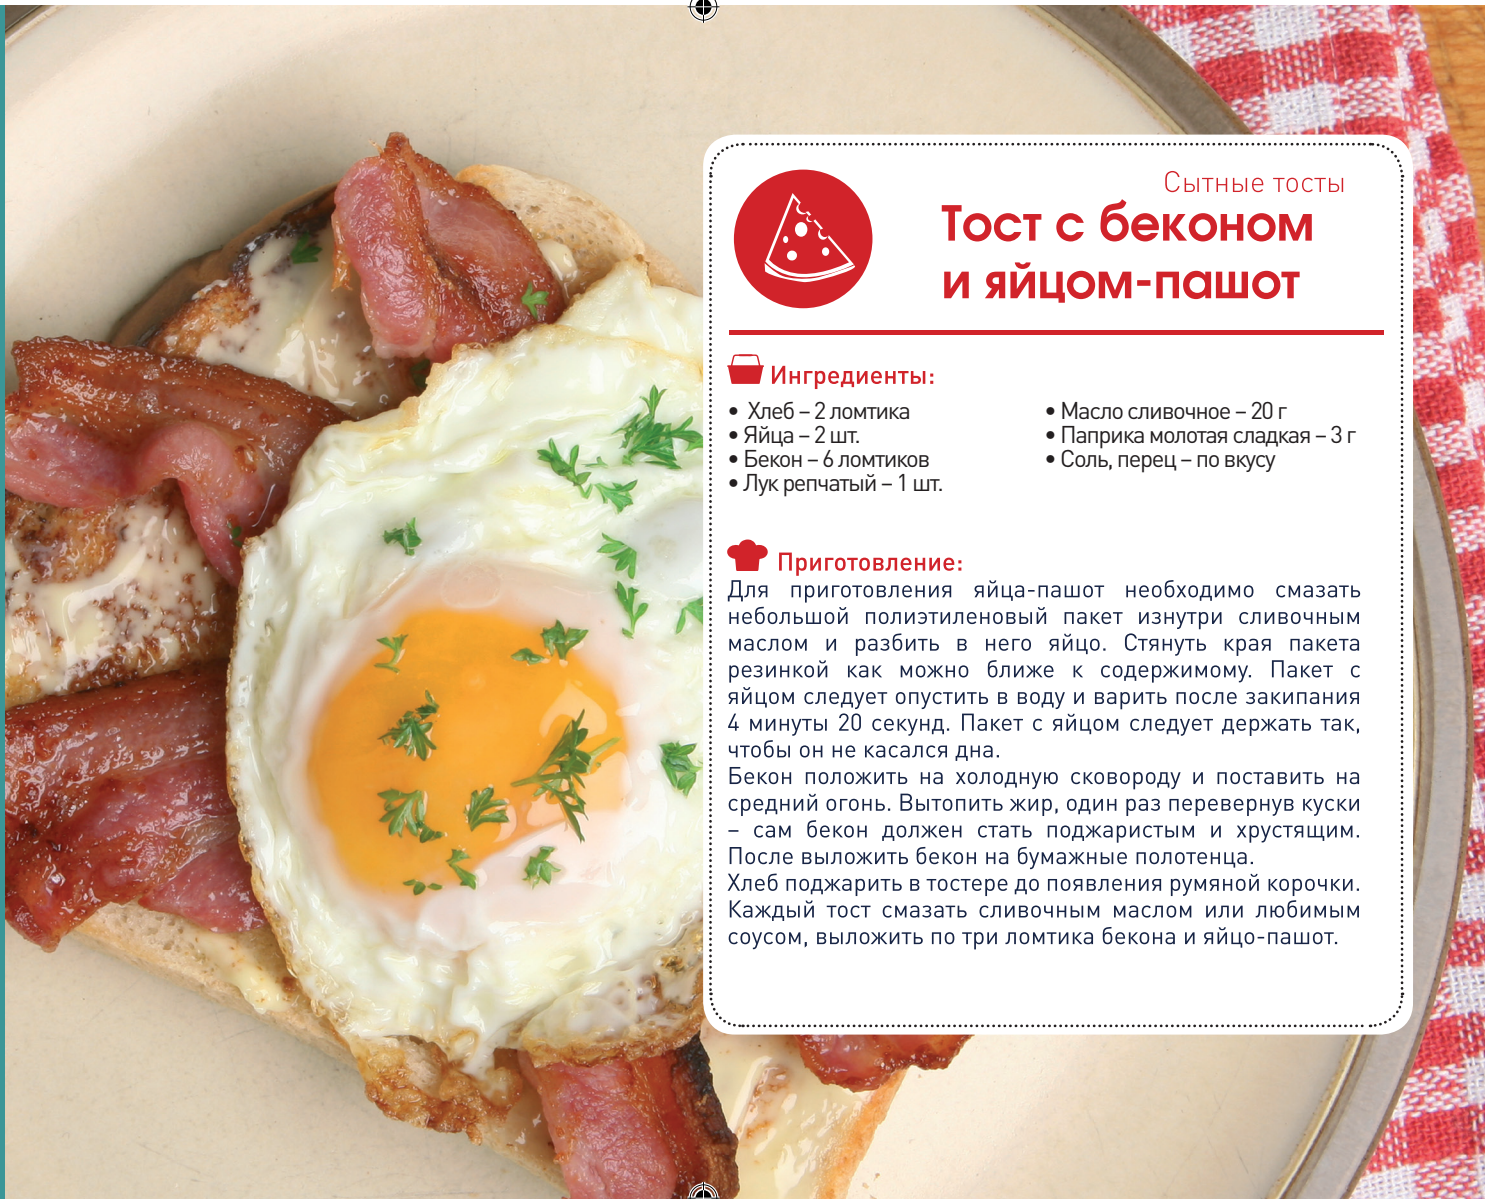 Сытные тосты
Тост с беконом
и яйцом-пашот
Ингредиенты:
• Хлеб – 2 ломтика
• Яйца – 2 шт.
• Бекон – 6 ломтиков
• Лук репчатый – 1 шт.
• Масло сливочное – 20 г
• Паприка молотая сладкая – 3 г
• Соль, перец – по вкусу
Приготовление:
Для приготовления яйца-пашот необходимо смазать
небольшой полиэтиленовый пакет изнутри сливочным
маслом и разбить в него яйцо. Стянуть края пакета
резинкой как можно ближе к содержимому. Пакет с
яйцом следует опустить в воду и варить после закипания
4 минуты 20 секунд. Пакет с яйцом следует держать так,
чтобы он не касался дна.
Бекон положить на холодную сковороду и поставить на
средний огонь. Вытопить жир, один раз перевернув куски
– сам бекон должен стать поджаристым и хрустящим.
После выложить бекон на бумажные полотенца.
Хлеб поджарить в тостере до появления румяной корочки.
Каждый тост смазать сливочным маслом или любимым
соусом, выложить по три ломтика бекона и яйцо-пашот.